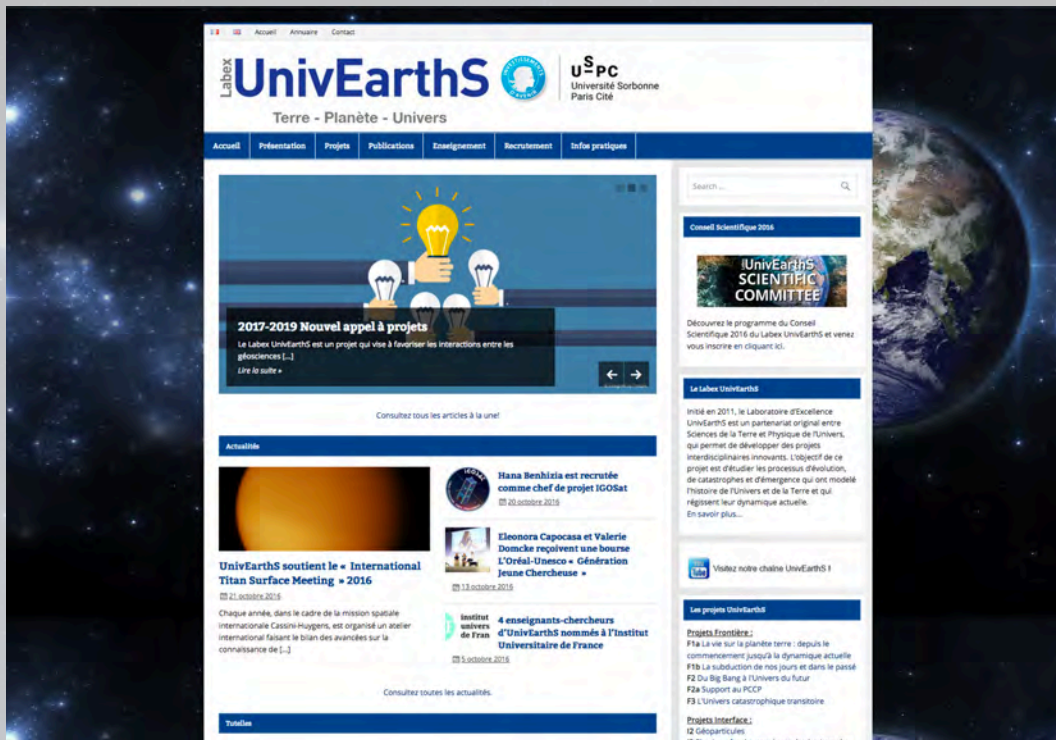 Accueil Annuaire Contact
Labex
UnivEarthS
Terre - Planète - Univers
INVESTISSEMENTS D'AVENIR
USPC
Université Sorbonne
Paris Cité
Accueil Présentation Projets Publications Enseignement Recrutement Infos pratiques
2017-2019 Nouvel appel à projets
Le Labex UnivEarthS est un projet qui vise à favoriser les interactions entre les
géosciences [...]
Lire la suite »
Consultez tous les articles à la une!
Actualités
UnivEarthS soutient le « International
Titan Surface Meeting » 2016
21 octobre 2016
Chaque année, dans le cadre de la mission spatiale
internationale Cassini-Huygens, est organisé un atelier
international faisant le bilan des avancées sur la
connaissance de [...]
IGOSAT
Hana Benhizia est recrutée
comme chef de projet IGOSat
20 octobre 2016
Eleonora Capocasa et Valerie
Domcke reçoivent une bourse
L'Oréal-Unesco « Génération
Jeune Chercheuse »
13 octobre 2016
institut
univers
de Fran
4 enseignants-chercheurs
d'UnivEarthS nommés à l'Institut
Universitaire de France
5 octobre 2016
Consultez toutes les actualités.
Tutelles
Search ...
Conseil Scientifique 2016
UnivEarthS
SCIENTIFIC
COMMITTEE
Découvrez le programme du Conseil
Scientifique 2016 du Labex UnivEarthS et venez
vous inscrire en cliquant ici.
Le Labex UnivEarthS
Initié en 2011, le Laboratoire d'Excellence
UnivEarthS est un partenariat original entre
Sciences de la Terre et Physique de l'Univers,
qui permet de développer des projets
interdisciplinaires innovants. L'objectif de ce
projet est d'étudier les processus d'évolution,
de catastrophes et d'émergence qui ont modelé
l'histoire de l'Univers et de la Terre et qui
régissent leur dynamique actuelle.
En savoir plus...
You Tube
Visitez notre chaîne UnivEarthS !
Les projets UnivEarthS
Projets Frontière :
F1a La vie sur la planète terre : depuis le
commencement jusqu'à la dynamique actuelle
F1b La subduction de nos jours et dans le passé
F2 Du Big Bang à l'Univers du futur
F2a Support au PCCP
F3 L'Univers catastrophique transitoire
Projets Interface :
I2 Géoparticules